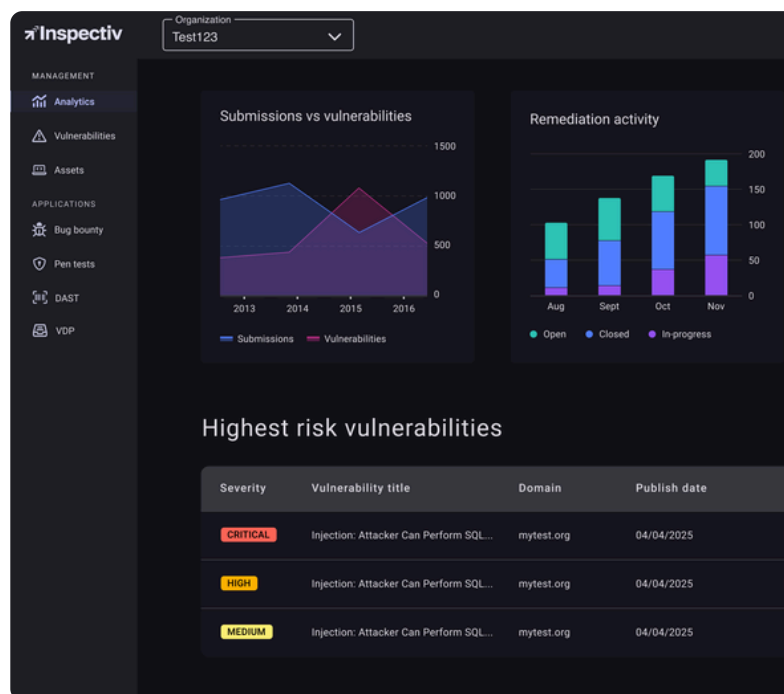 Inspectiv
Organization
Test123
MANAGEMENT
Analytics
Vulnerabilities
Assets
APPLICATIONS
Bug bounty
Pen tests
DAST
VDP
Submissions vs vulnerabilities
1500
1000
500
0
2013 2014 2015 2016
Submissions Vulnerabilities
Remediation activity
200
150
100
50
0
Aug Sept Oct Nov
Open Closed In-progress
Highest risk vulnerabilities
Severity Vulnerability title Domain Publish date
CRITICAL Injection: Attacker Can Perform SQL... mytest.org 04/04/2025
HIGH Injection: Attacker Can Perform SQL... mytest.org 04/04/2025
MEDIUM Injection: Attacker Can Perform SQL... mytest.org 04/04/2025